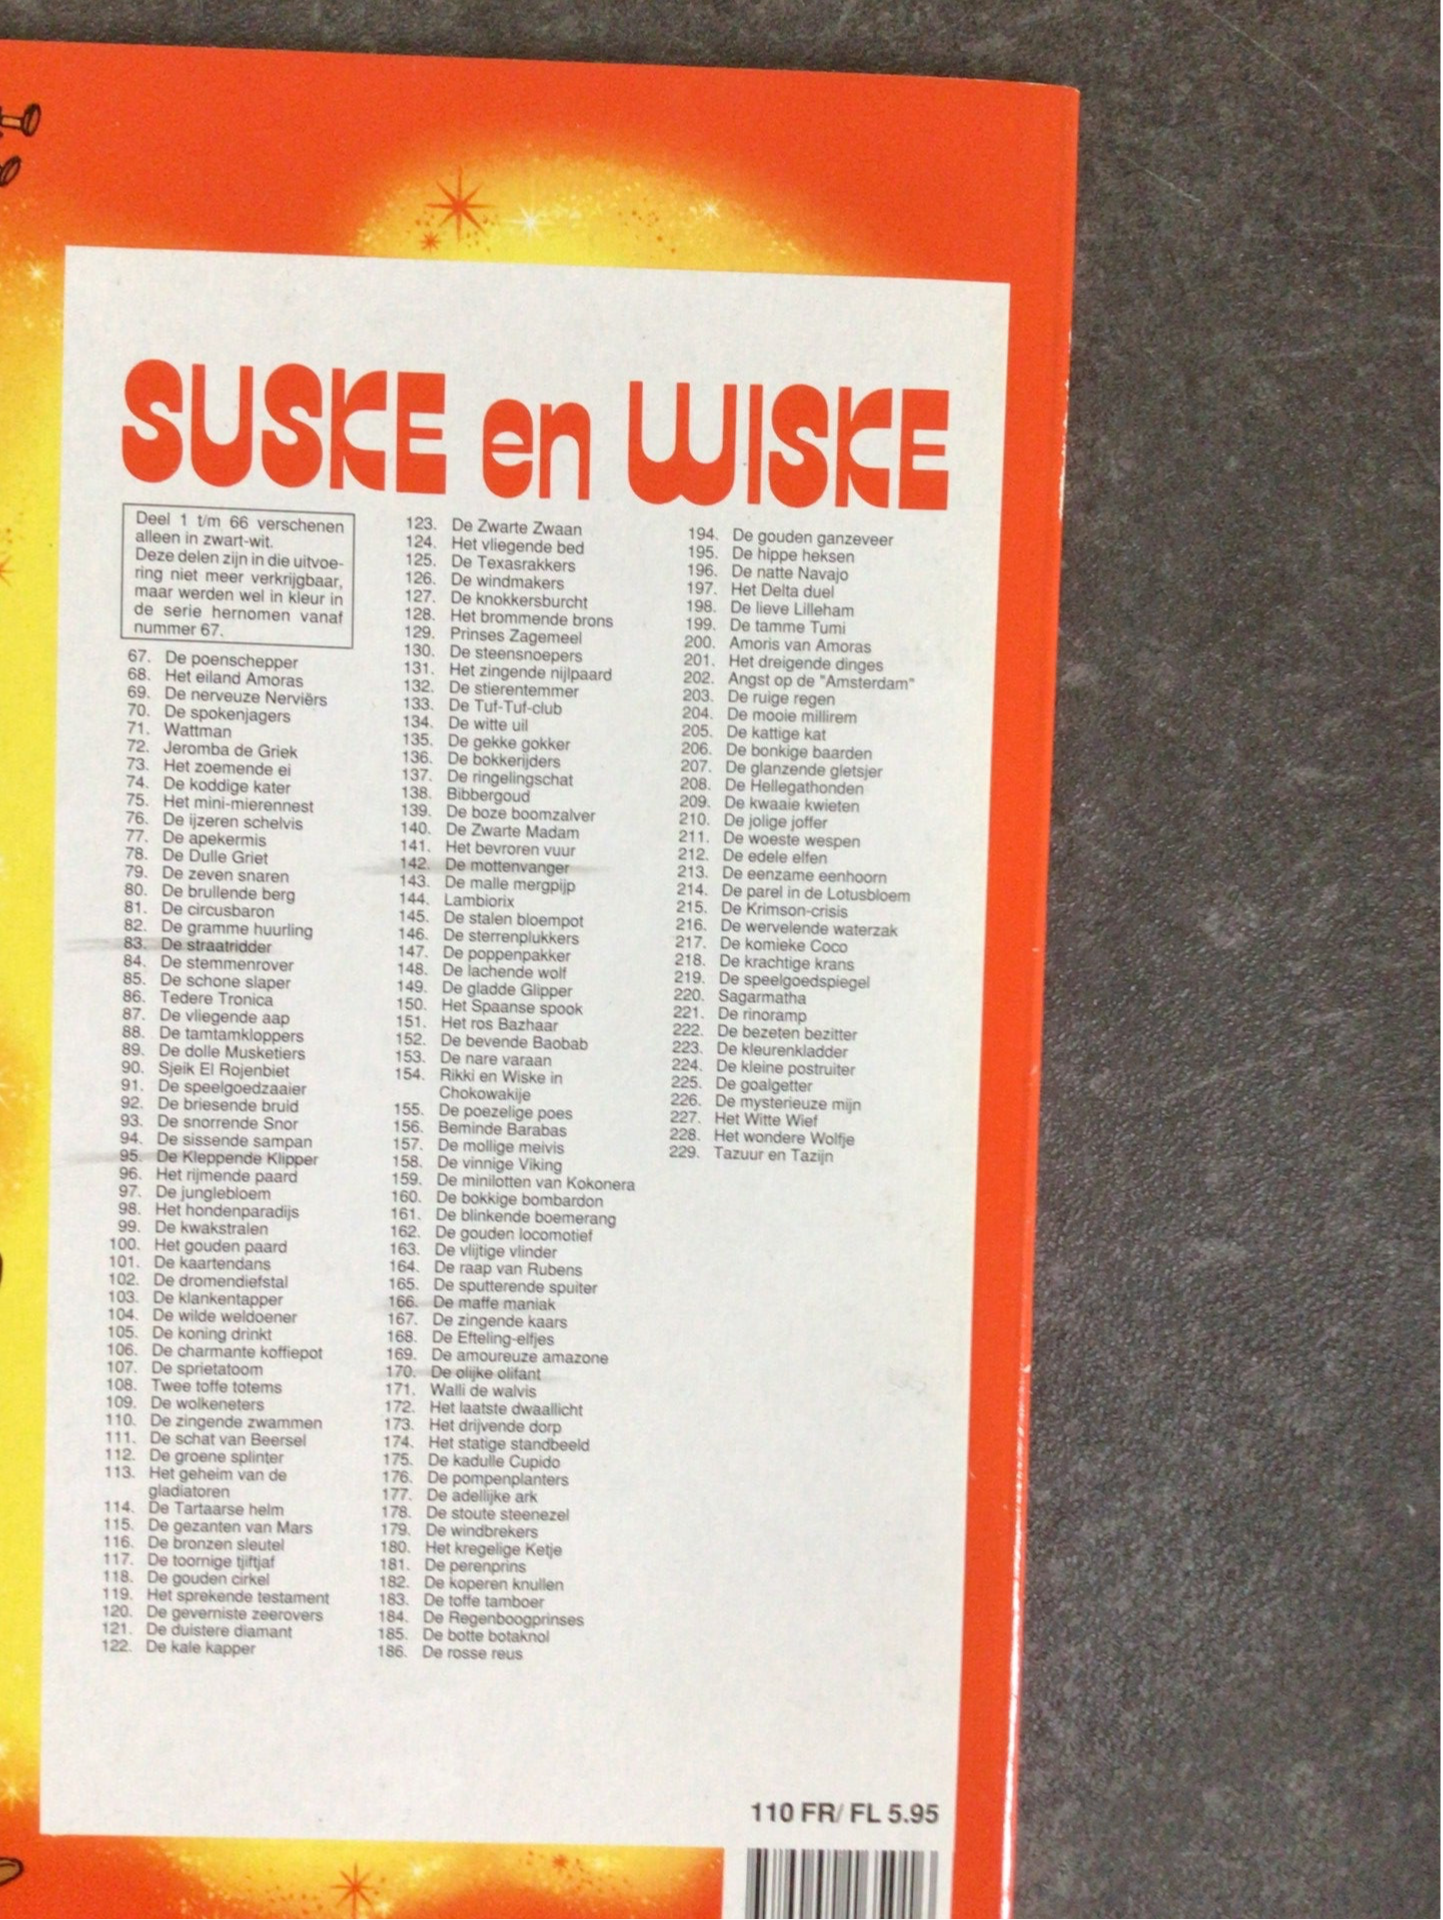 SUSKE en WISKE
Deel 1 t/m 66 verschenen
alleen in zwart-wit.
Deze delen zijn in die uitvoe-
ring niet meer verkrijgbaar,
maar werden wel in kleur in
de serie hernomen vanaf
nummer 67.
67. De poenschepper
68. Het eiland Amoras
69. De nerveuze Nerviërs
70. De spokenjagers
71. Wattman
72. Jeromba de Griek
73. Het zoemende ei
74. De koddige kater
75. Het mini-mierennest
76. De ijzeren schelvis
77. De apekermis
78. De Dulle Griet
79. De zeven snaren
80. De brullende berg
81. De circusbaron
82. De gramme huurling
83. De straatridder
84. De stemmenrover
85. De schone slaper
86. Tedere Tronica
87. De vliegende aap
88. De tamtamkloppers
89. De dolle Musketiers
90. Sjeik El Rojenbiet
91. De speelgoedzaaier
92. De briesende bruid
93. De snorrende Snor
94. De sissende sampan
95. De Kleppende Klipper
96. Het rijmende paard
97. De junglebloem
98. Het hondenparadijs
99. De kwakstralen
100. Het gouden paard
101. De kaartendans
102. De dromendiefstal
103. De klankentapper
104. De wilde weldoener
105. De koning drinkt
106. De charmante koffiepot
107. De sprietatoom
108. Twee toffe totems
109. De wolkeneters
110. De zingende zwammen
111. De schat van Beersel
112. De groene splinter
113. Het geheim van de
gladiatoren
114. De Tartaarse helm
115. De gezanten van Mars
116. De bronzen sleutel
117. De toornige tjiftjaf
118. De gouden cirkel
119. Het sprekende testament
120. De geverniste zeerovers
121. De duistere diamant
122. De kale kapper
123. De Zwarte Zwaan
124. Het vliegende bed
125. De Texasrakkers
126. De windmakers
127. De knokkersburcht
128. Het brommende brons
129. Prinses Zagemeel
130. De steensnoepers
131. Het zingende nijlpaard
132. De stierentemmer
133. De Tuf-Tuf-club
134. De witte uil
135. De gekke gokker
136. De bokkerijders
137. De ringelingschat
138. Bibbergoud
139. De boze boomzalver
140. De Zwarte Madam
141. Het bevroren vuur
142. De mottenvanger
143. De malle mergpijp
144. Lambiorix
145. De stalen bloempot
146. De sterrenplukkers
147. De poppenpakker
148. De lachende wolf
149. De gladde Glipper
150. Het Spaanse spook
151. Het ros Bazhaar
152. De bevende Baobab
153. De nare varaan
154. Rikki en Wiske in
Chokowakije
155. De poezelige poes
156. Beminde Barabas
157. De mollige meivis
158. De vinnige Viking
159. De minilotten van Kokonera
160. De bokkige bombardon
161. De blinkende boemerang
162. De gouden locomotief
163. De vlijtige vlinder
164. De raap van Rubens
165. De sputterende spuiter
166. De maffe maniak
167. De zingende kaars
168. De Efteling-elfjes
169. De amoureuze amazone
170. De olijke olifant
171. Walli de walvis
172. Het laatste dwaallicht
173. Het drijvende dorp
174. Het statige standbeeld
175. De kadulle Cupido
176. De pompenplanters
177. De adellijke ark
178. De stoute steenezel
179. De windbrekers
180. Het kregelige Ketje
181. De perenprins
182. De koperen knullen
183. De toffe tamboer
184. De Regenboogprinses
185. De botte botaknol
186. De rosse reus
194. De gouden ganzeveer
195. De hippe heksen
196. De natte Navajo
197. Het Delta duel
198. De lieve Lilleham
199. De tamme Tumi
200. Amoris van Amoras
201. Het dreigende dinges
202. Angst op de "Amsterdam"
203. De ruige regen
204. De mooie millirem
205. De kattige kat
206. De bonkige baarden
207. De glanzende gletsjer
208. De Hellegathonden
209. De kwaaie kwieten
210. De jolige joffer
211. De woeste wespen
212. De edele elfen
213. De eenzame eenhoorn
214. De parel in de Lotusbloem
215. De Krimson-crisis
216. De wervelende waterzak
217. De komieke Coco
218. De krachtige krans
219. De speelgoedspiegel
220. Sagarmatha
221. De rinoramp
222. De bezeten bezitter
223. De kleurenkladder
224. De kleine postruiter
225. De goalgetter
226. De mysterieuze mijn
227. Het Witte Wief
228. Het wondere Wolfje
229. Tazuur en Tazijn
110 FR/ FL 5.95